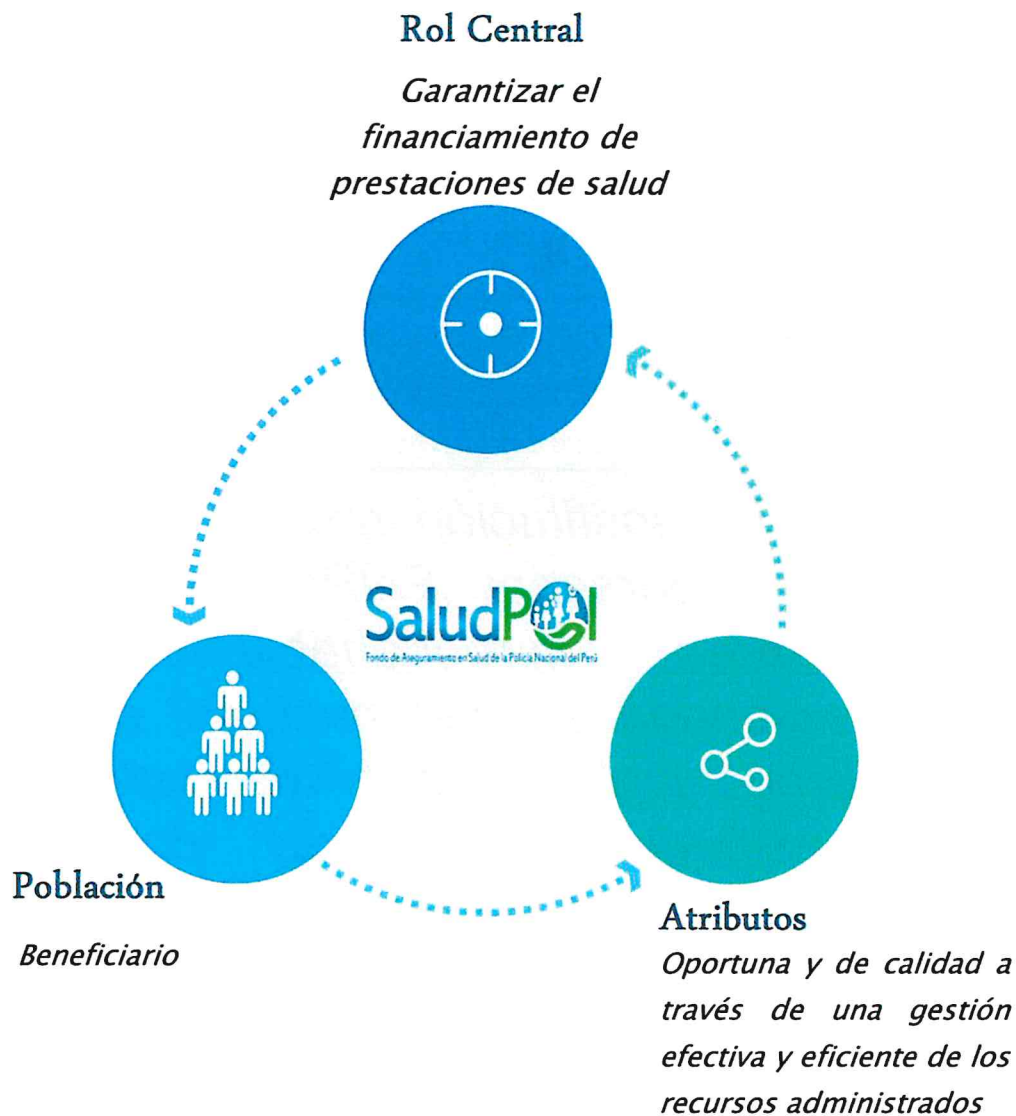 Rol Central
Garantizar el
financiamiento de
prestaciones de salud
SaludPol
Fondo de Aseguramiento en Salud de la Policía Nacional del Perú
Población
Beneficiario
Atributos
Oportuna y de calidad a
través de una gestión
efectiva y eficiente de los
recursos administrados